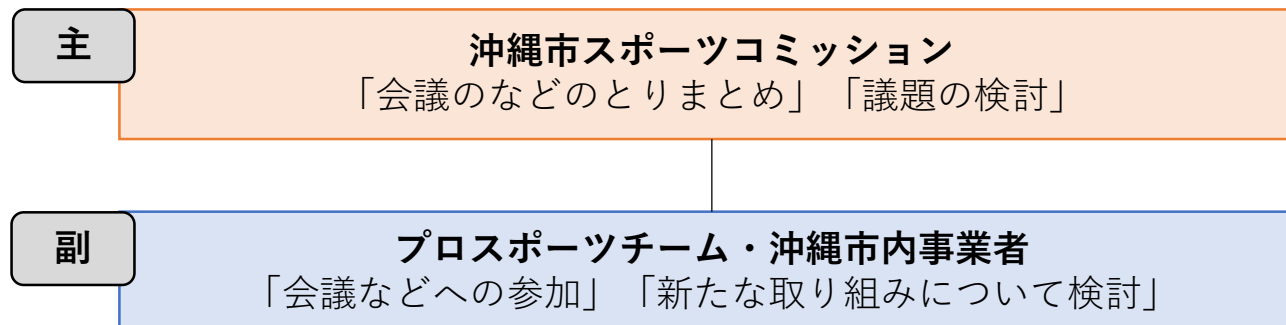 主
沖縄市スポーツコミッション
「会議のなどのとりまとめ」「議題の検討」
副
プロスポーツチーム・沖縄市内事業者
「会議などへの参加」「新たな取り組みについて検討」